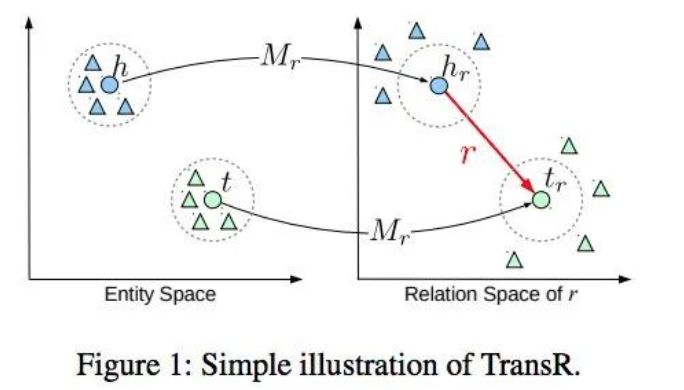 h
M_r
h_r
r
t
t_r
M_r
Entity Space
Relation Space of r
Figure 1: Simple illustration of TransR.